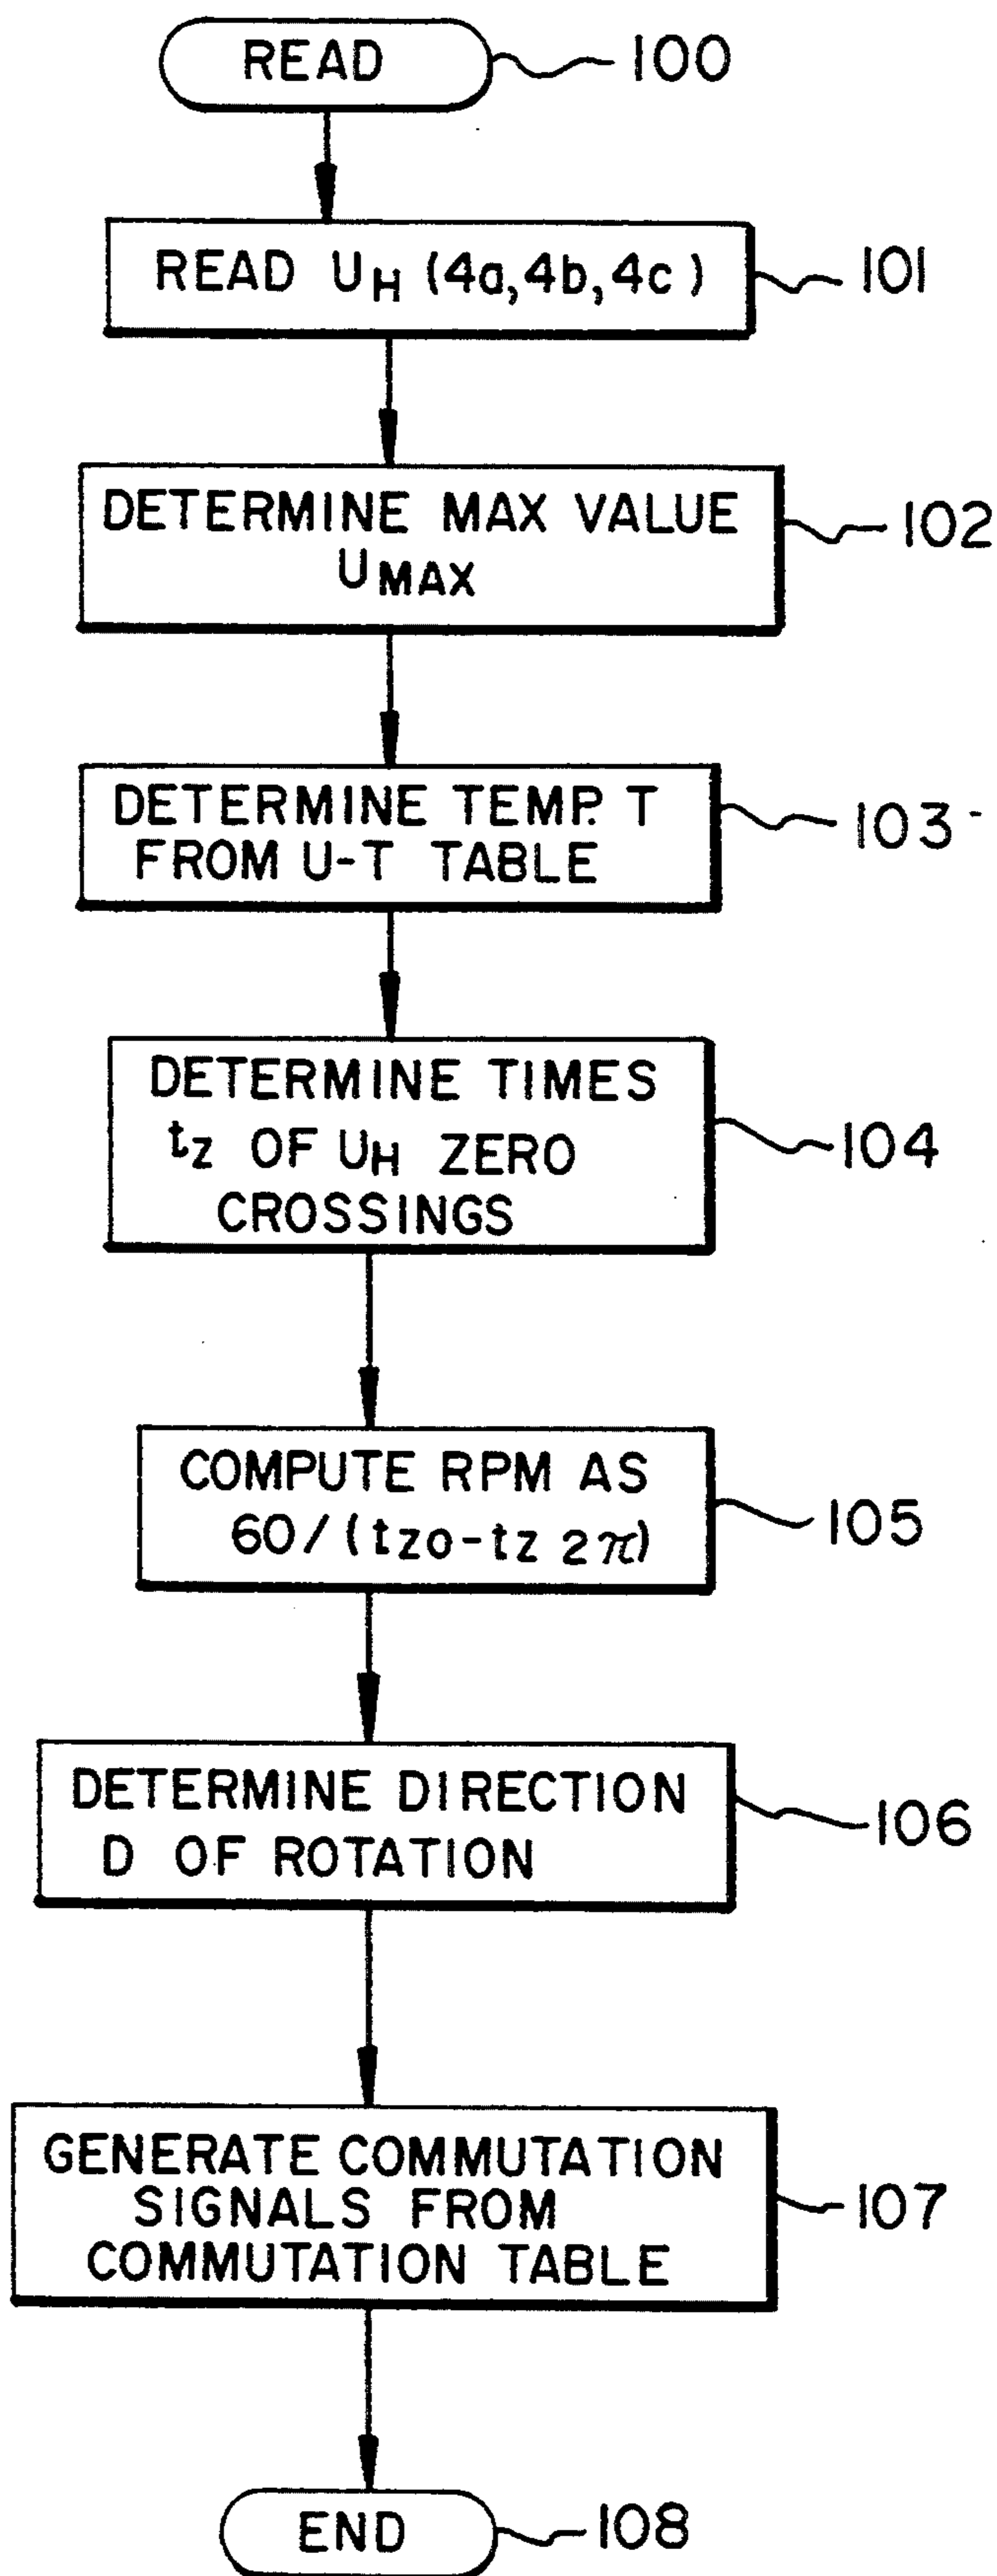 READ
100
READ UH (4a, 4b, 4c)
101
DETERMINE MAX VALUE
UMAX
102
DETERMINE TEMP. T
FROM U-T TABLE
103
DETERMINE TIMES
tz OF UH ZERO
CROSSINGS
104
COMPUTE RPM AS
60/(tzo-tz 2π)
105
DETERMINE DIRECTION
D OF ROTATION
106
GENERATE COMMUTATION
SIGNALS FROM
COMMUTATION TABLE
107
END
108